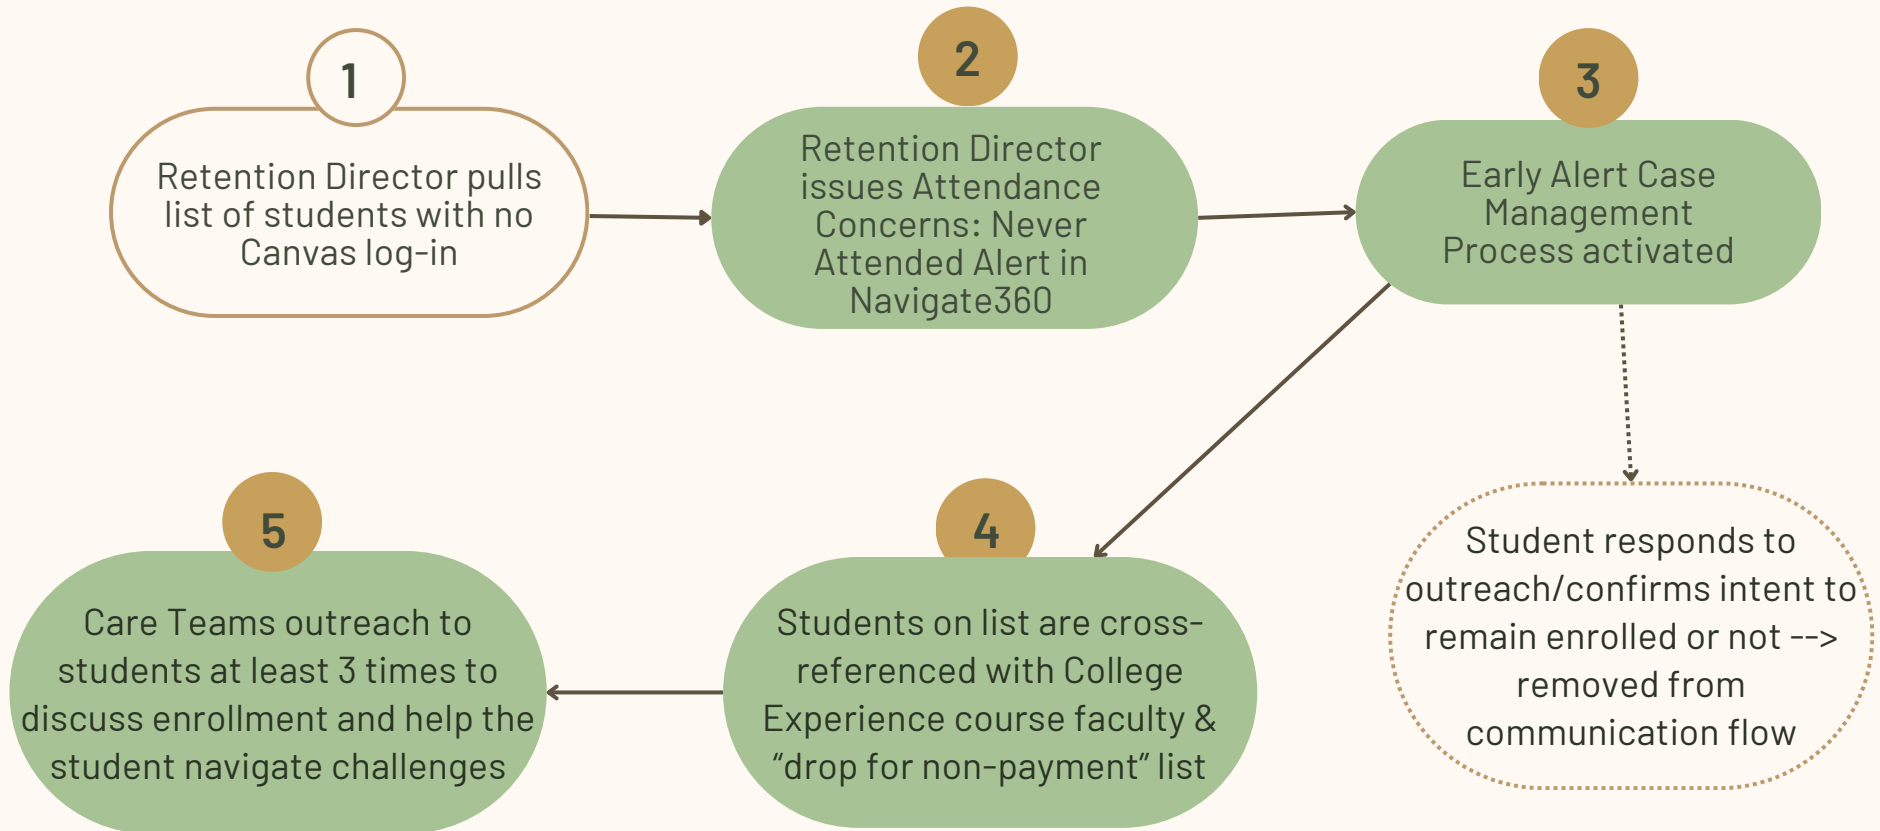 1
Retention Director pulls
list of students with no
Canvas log-in
2
Retention Director
issues Attendance
Concerns: Never
Attended Alert in
Navigate360
3
Early Alert Case
Management
Process activated
4
Students on list are cross-
referenced with College
Experience course faculty &
“drop for non-payment” list
5
Care Teams outreach to
students at least 3 times to
discuss enrollment and help the
student navigate challenges
Student responds to
outreach/confirms intent to
remain enrolled or not -->
removed from
communication flow